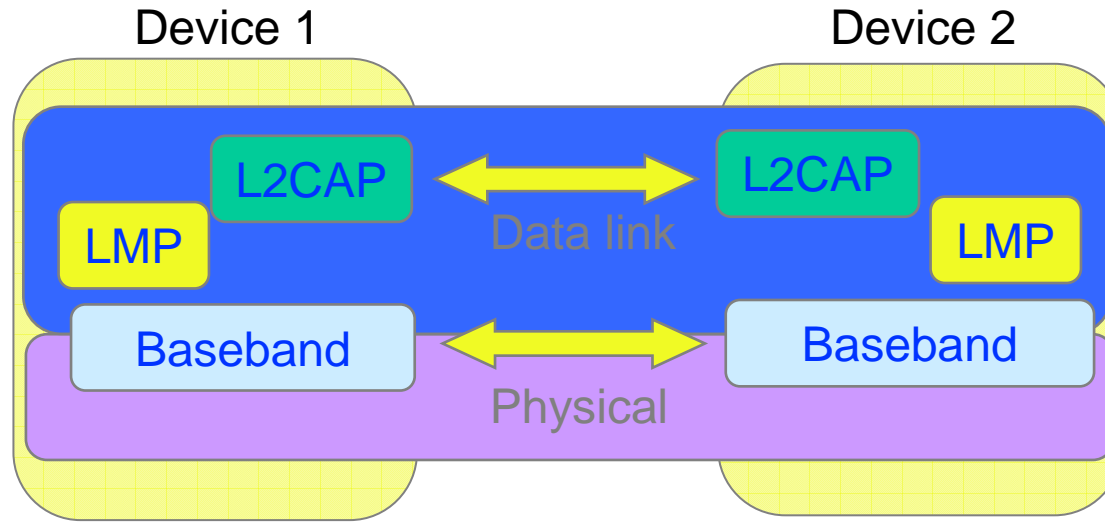 Device 1
Device 2
L2CAP
L2CAP
Data link
LMP
LMP
Baseband
Baseband
Physical